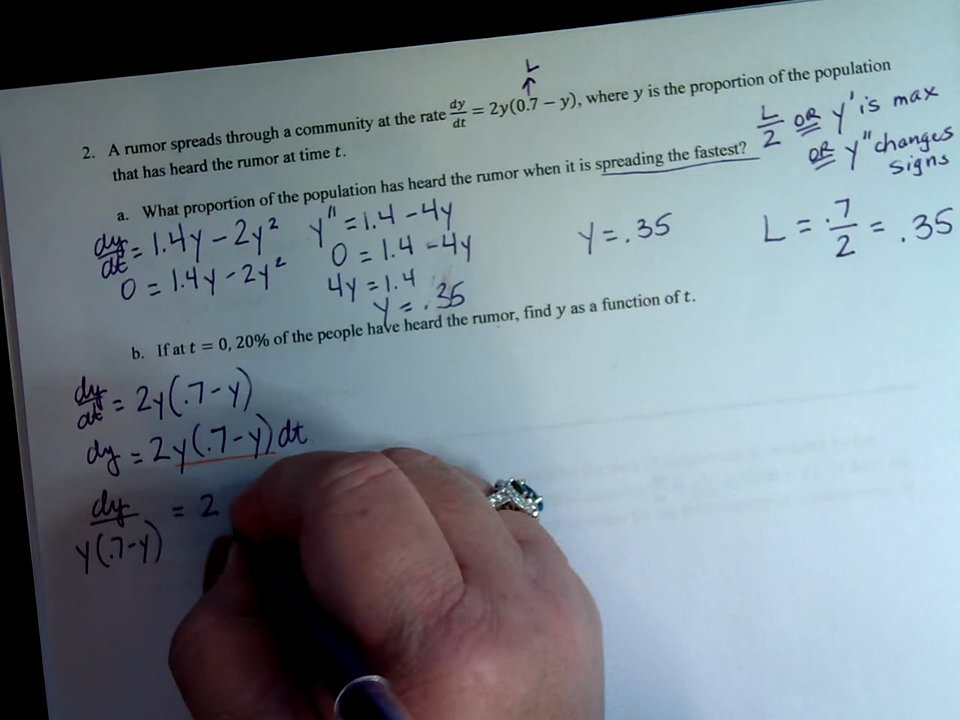 L
↑
2. A rumor spreads through a community at the rate dy/dt = 2y(0.7 − y), where y is the proportion of the population
that has heard the rumor at time t.
L/2 OR y' is max
OR y" changes
signs
a. What proportion of the population has heard the rumor when it is spreading the fastest?
dy/dt = 1.4y - 2y²
0 = 1.4y - 2y²
y" = 1.4 - 4y
0 = 1.4 - 4y
4y = 1.4
y = .35
y = .35
L = .7/2 = .35
b. If at t = 0, 20% of the people have heard the rumor, find y as a function of t.
dy/dt = 2y(.7-y)
dy = 2y(.7-y)dt
dy/y(.7-y) = 2